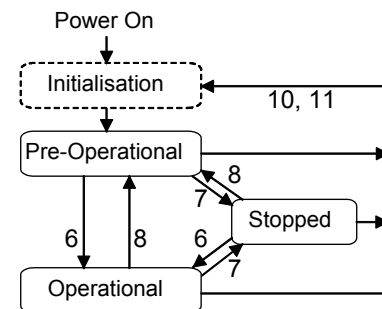 Power On
Initialisation
10, 11
Pre-Operational
8
7
Stopped
6
8
6
7
Operational